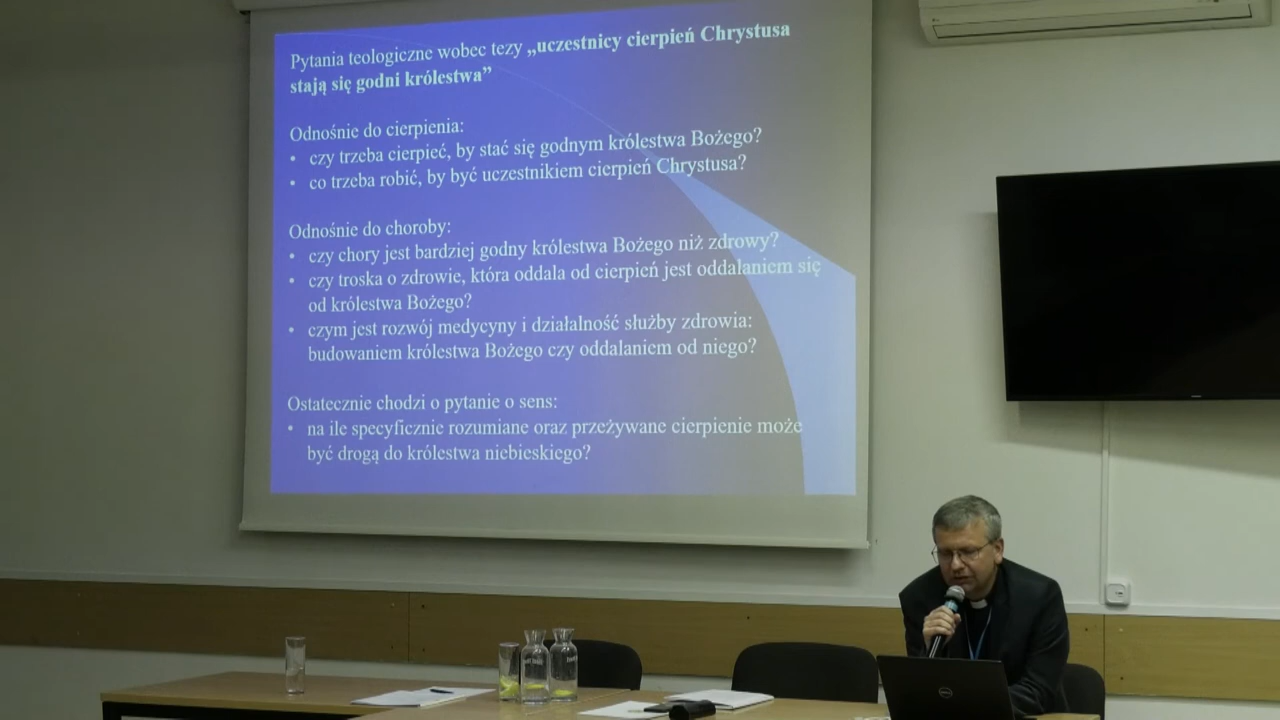 Pytania teologiczne wobec tezy „uczestnicy cierpień Chrystusa
stają się godni królestwa”
Odnośnie do cierpienia:
• czy trzeba cierpieć, by stać się godnym królestwa Bożego?
• co trzeba robić, by być uczestnikiem cierpień Chrystusa?
Odnośnie do choroby:
• czy chory jest bardziej godny królestwa Bożego niż zdrowy?
• czy troska o zdrowie, która oddala od cierpień jest oddalaniem się
od królestwa Bożego?
• czym jest rozwój medycyny i działalność służby zdrowia:
budowaniem królestwa Bożego czy oddalaniem od niego?
Ostatecznie chodzi o pytanie o sens:
• na ile specyficznie rozumiane oraz przeżywane cierpienie może
być drogą do królestwa niebieskiego?
DELL